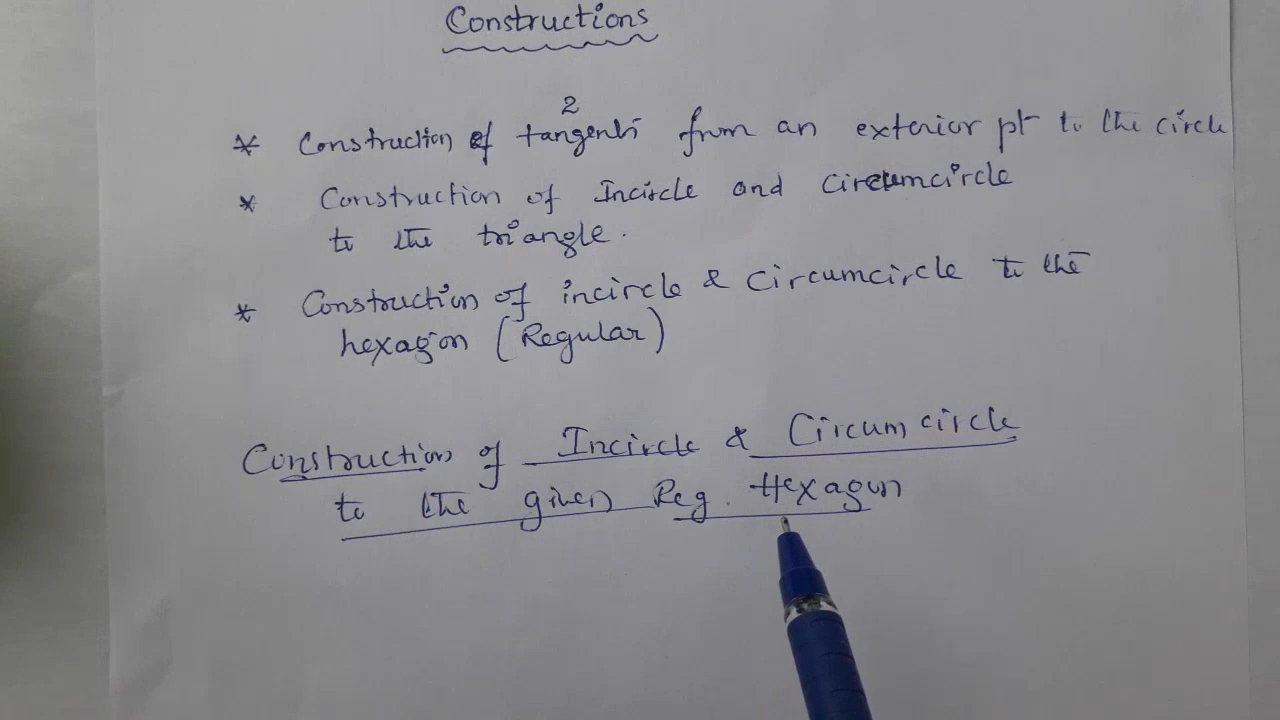 Constructions
2
* Construction of tangents from an exterior pt to the circle
* Construction of Incircle and circumcircle
to the triangle.
* Construction of incircle & circumcircle to the
hexagon (Regular)
Construction of Incircle & Circumcircle
to the given Reg. Hexagon